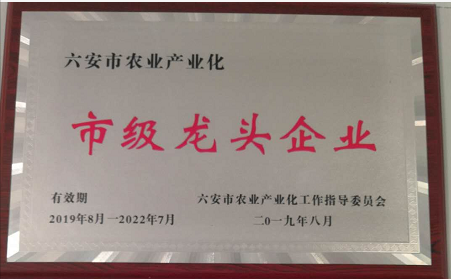 六安市农业产业化
市级龙头企业
有效期
2019年8月一2022年7月
六安市农业产业化工作指导委员会
二0一九年八月